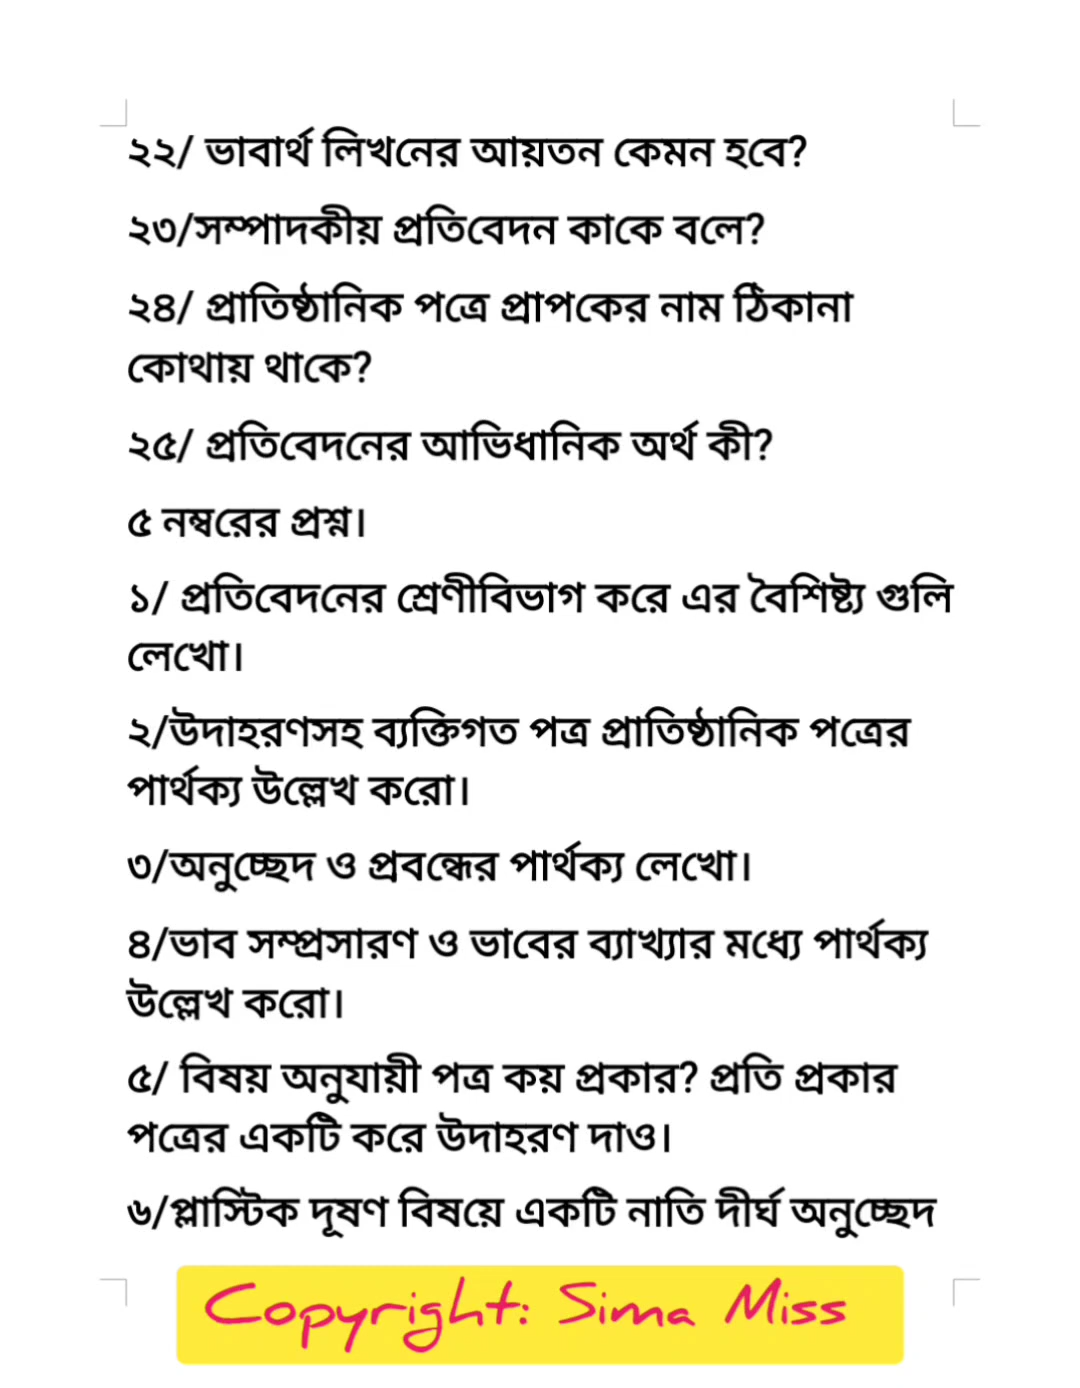 ২২/ ভাবার্থ লিখনের আয়তন কেমন হবে?
২৩/সম্পাদকীয় প্রতিবেদন কাকে বলে?
২৪/ প্রাতিষ্ঠানিক পত্রে প্রাপকের নাম ঠিকানা
কোথায় থাকে?
২৫/ প্রতিবেদনের আভিধানিক অর্থ কী?
৫ নম্বরের প্রশ্ন।
১/ প্রতিবেদনের শ্রেণীবিভাগ করে এর বৈশিষ্ট্য গুলি
লেখো।
২/উদাহরণসহ ব্যক্তিগত পত্র প্রাতিষ্ঠানিক পত্রের
পার্থক্য উল্লেখ করো।
৩/অনুচ্ছেদ ও প্রবন্ধের পার্থক্য লেখো।
৪/ভাব সম্প্রসারণ ও ভাবের ব্যাখ্যার মধ্যে পার্থক্য
উল্লেখ করো।
৫/ বিষয় অনুযায়ী পত্র কয় প্রকার? প্রতি প্রকার
পত্রের একটি করে উদাহরণ দাও।
৬/প্লাস্টিক দূষণ বিষয়ে একটি নাতি দীর্ঘ অনুচ্ছেদ
Copyright: Sima Miss